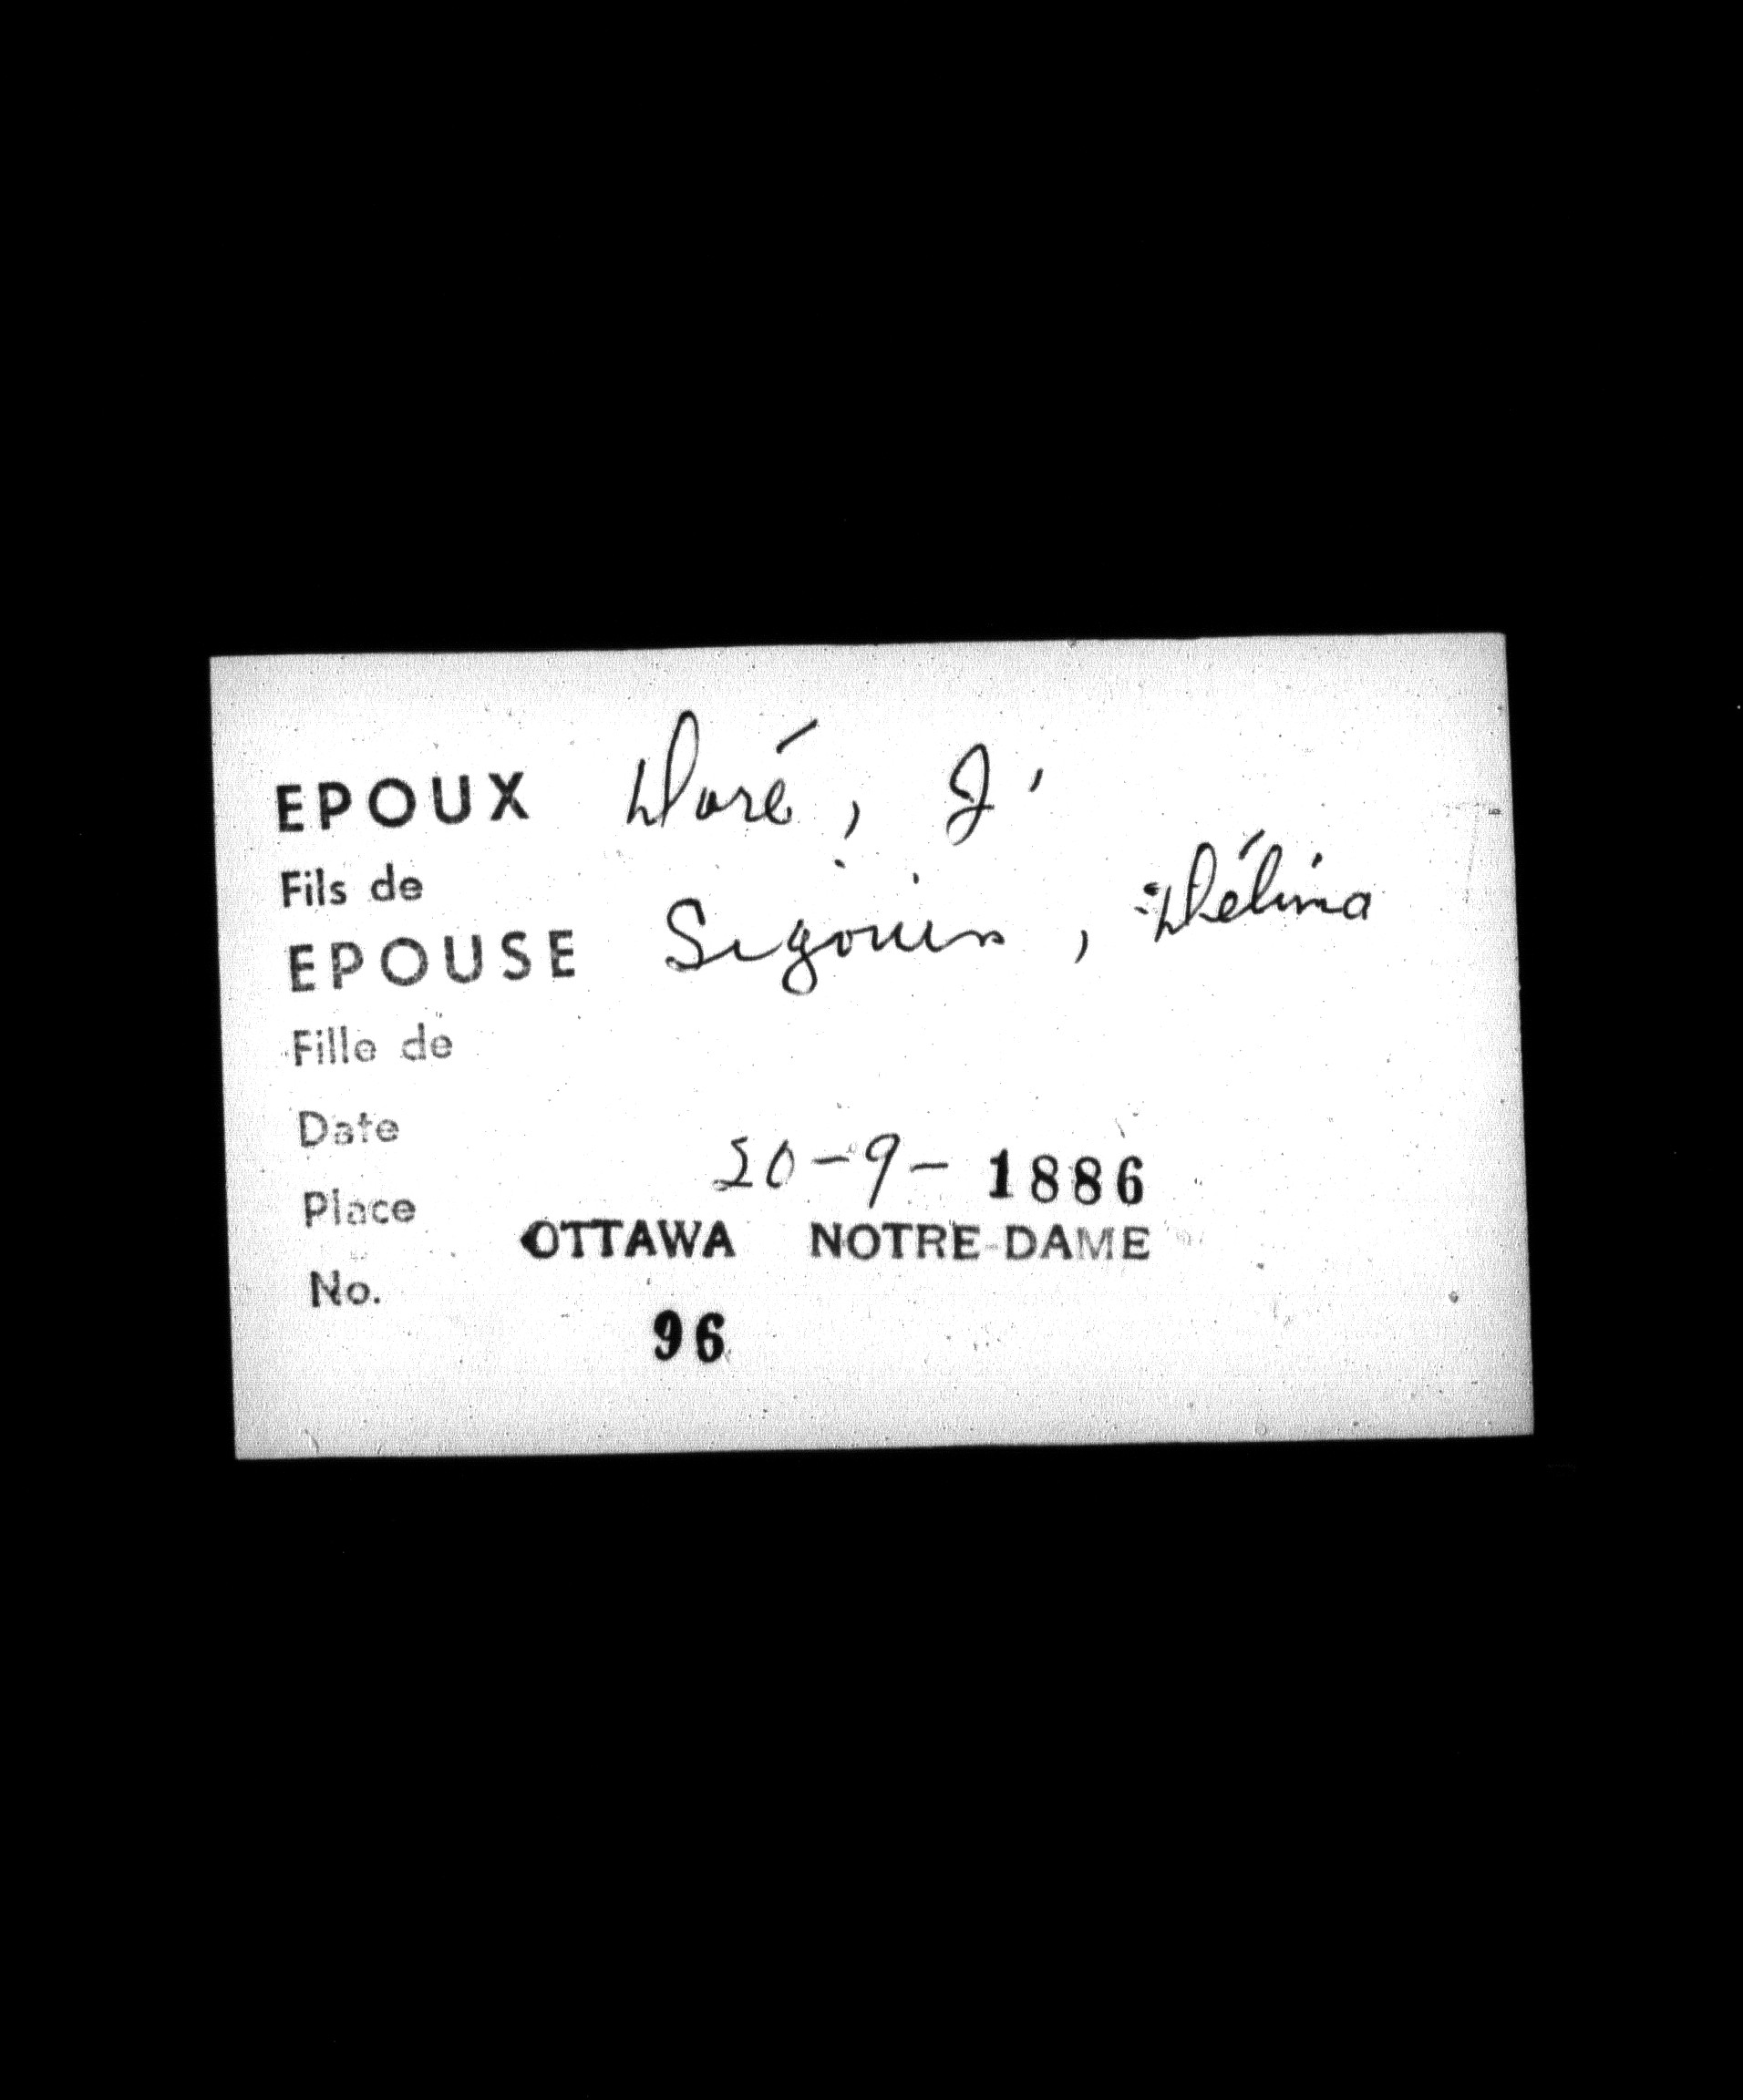 EPOUX Doré, J'
Fils de
EPOUSE Sigouin, Délima
Fille de
Date 20-9-1886
Place OTTAWA NOTRE-DAME
No. 96